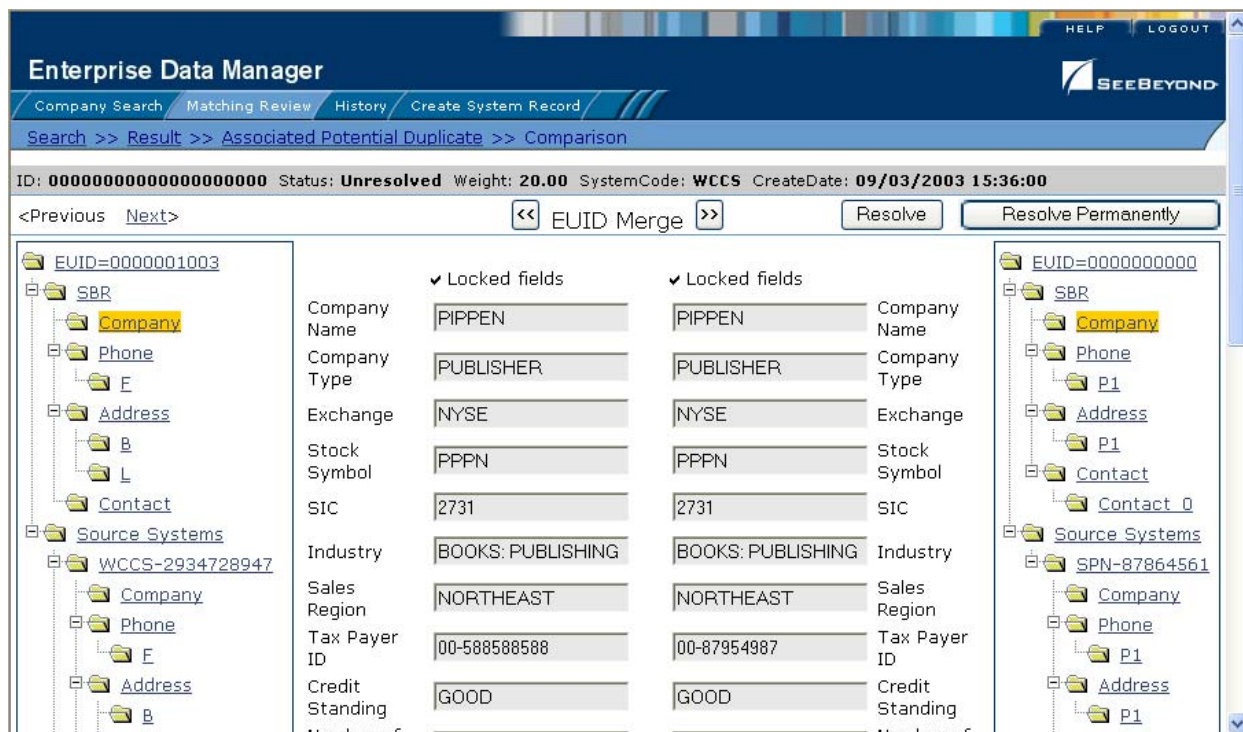 HELP LOGOUT
Enterprise Data Manager
SEEBEYOND
Company Search Matching Review History Create System Record
Search >> Result >> Associated Potential Duplicate >> Comparison
ID: 00000000000000000000 Status: Unresolved Weight: 20.00 SystemCode: WCCS CreateDate: 09/03/2003 15:36:00
<Previous Next> << EUID Merge >> Resolve Resolve Permanently
EUID=0000001003
SBR
Company
Phone
F
Address
B
L
Contact
Source Systems
WCCS-2934728947
Company
Phone
F
Address
B
✔ Locked fields ✔ Locked fields
Company Name PIPPEN PIPPEN Company Name
Company Type PUBLISHER PUBLISHER Company Type
Exchange NYSE NYSE Exchange
Stock Symbol PPPN PPPN Stock Symbol
SIC 2731 2731 SIC
Industry BOOKS: PUBLISHING BOOKS: PUBLISHING Industry
Sales Region NORTHEAST NORTHEAST Sales Region
Tax Payer ID 00-588588588 00-87954987 Tax Payer ID
Credit Standing GOOD GOOD Credit Standing
EUID=0000000000
SBR
Company
Phone
P1
Address
P1
Contact
Contact 0
Source Systems
SPN-87864561
Company
Phone
P1
Address
P1